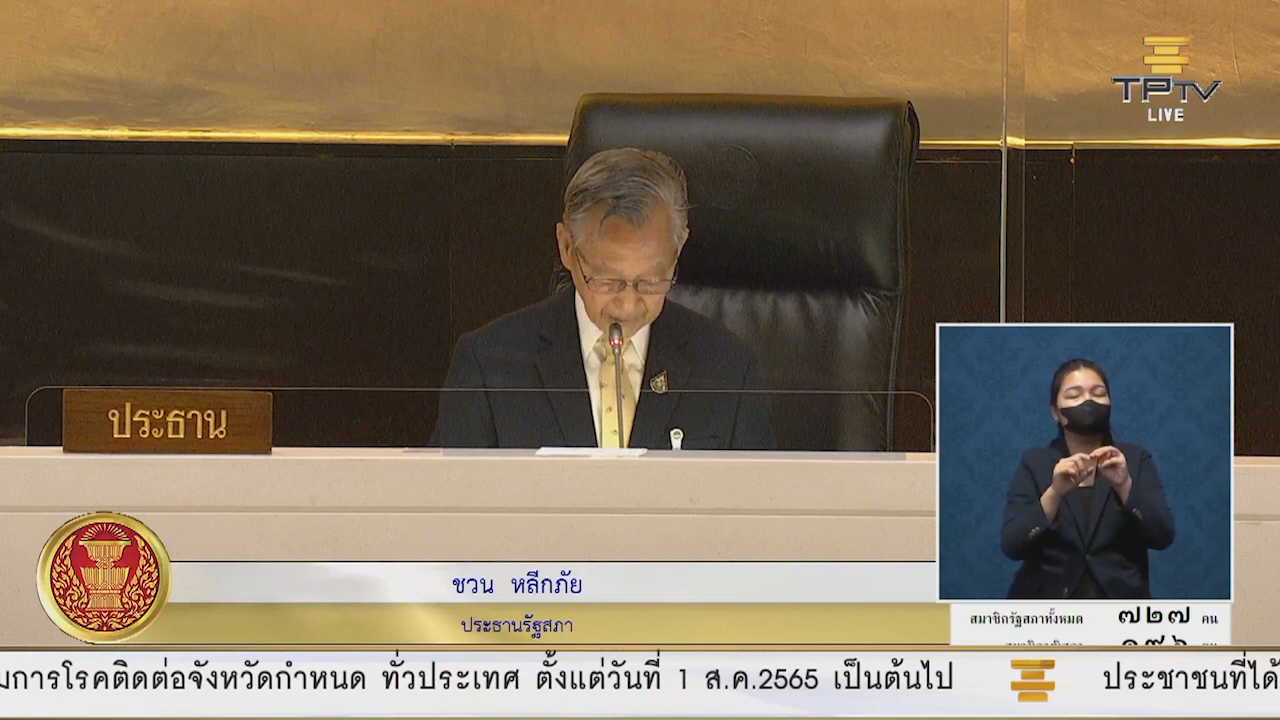 TPTV
LIVE
ประธาน
ชวน หลีกภัย
ประธานรัฐสภา
สมาชิกรัฐสภาทั้งหมด ๗๒๗ คน
มการโรคติดต่อจังหวัดกำหนด ทั่วประเทศ ตั้งแต่วันที่ 1 ส.ค.2565 เป็นต้นไป ประชาชนที่ได้